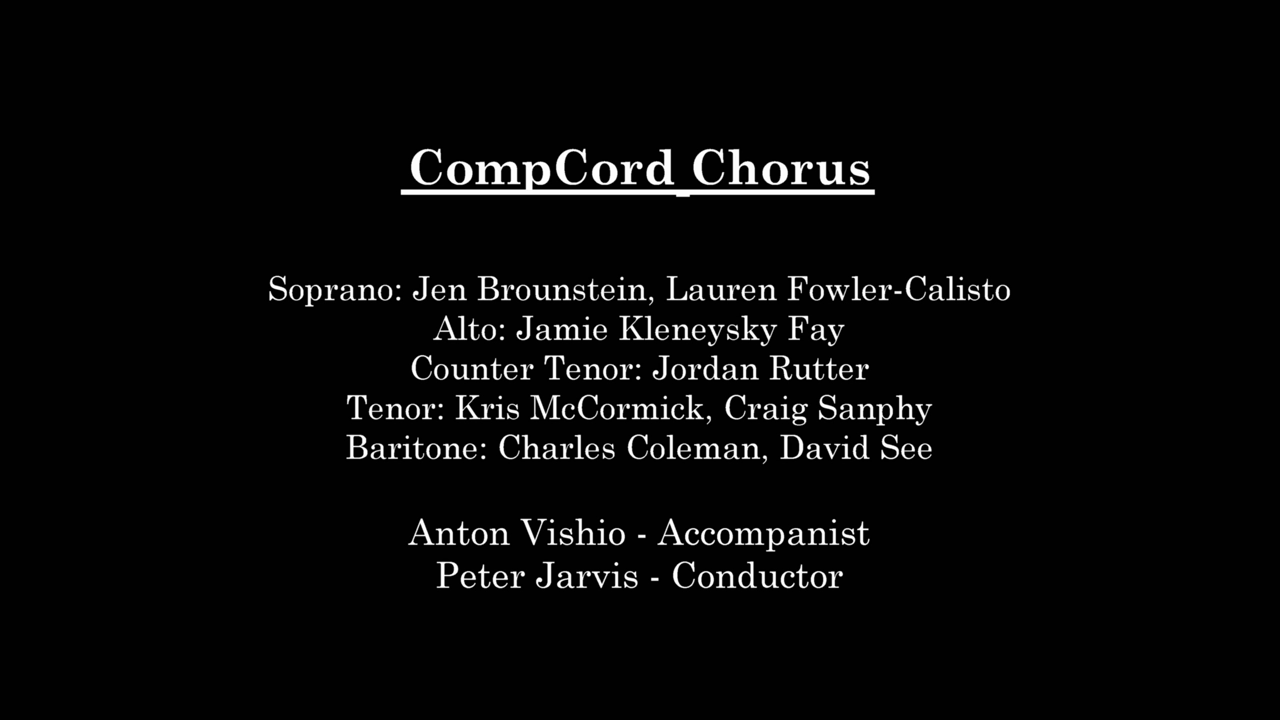 CompCord Chorus
Soprano: Jen Brounstein, Lauren Fowler-Calisto
Alto: Jamie Kleneysky Fay
Counter Tenor: Jordan Rutter
Tenor: Kris McCormick, Craig Sanphy
Baritone: Charles Coleman, David See
Anton Vishio - Accompanist
Peter Jarvis - Conductor